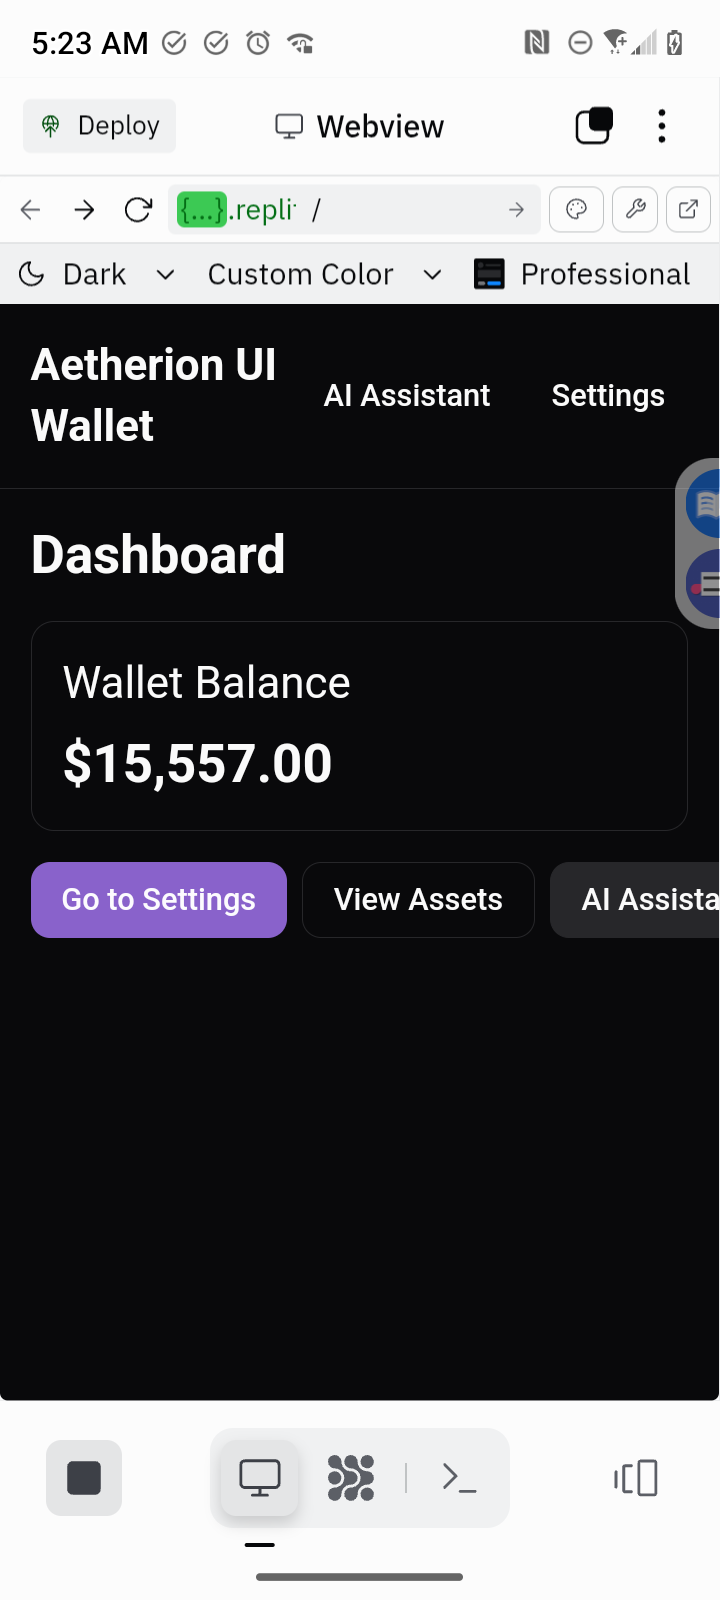 5:23 AM
Deploy
Webview
{...}.repli /
Dark
Custom Color
Professional
Aetherion UI
Wallet
AI Assistant
Settings
Dashboard
Wallet Balance
$15,557.00
Go to Settings
View Assets
AI Assista